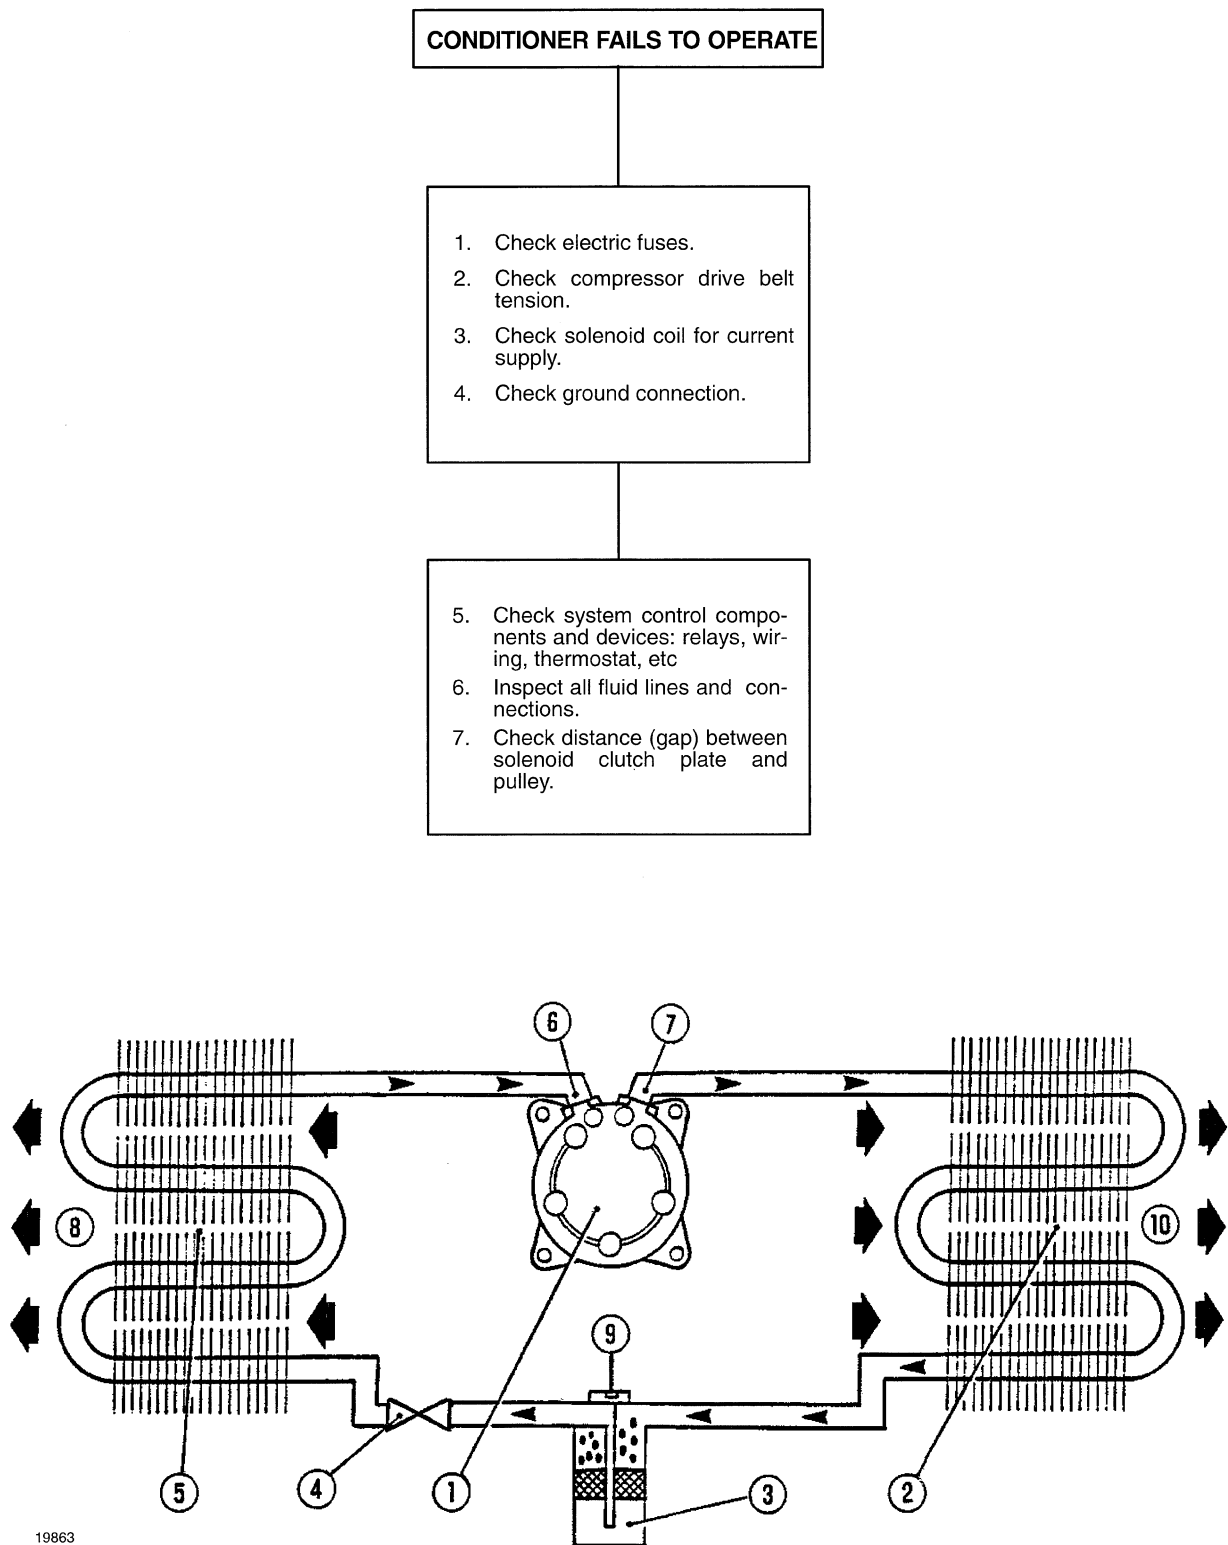 CONDITIONER FAILS TO OPERATE
1. Check electric fuses.
2. Check compressor drive belt
tension.
3. Check solenoid coil for current
supply.
4. Check ground connection.
5. Check system control compo-
nents and devices: relays, wir-
ing, thermostat, etc
6. Inspect all fluid lines and con-
nections.
7. Check distance (gap) between
solenoid clutch plate and
pulley.
6
7
8
10
9
5
4
1
3
2
19863